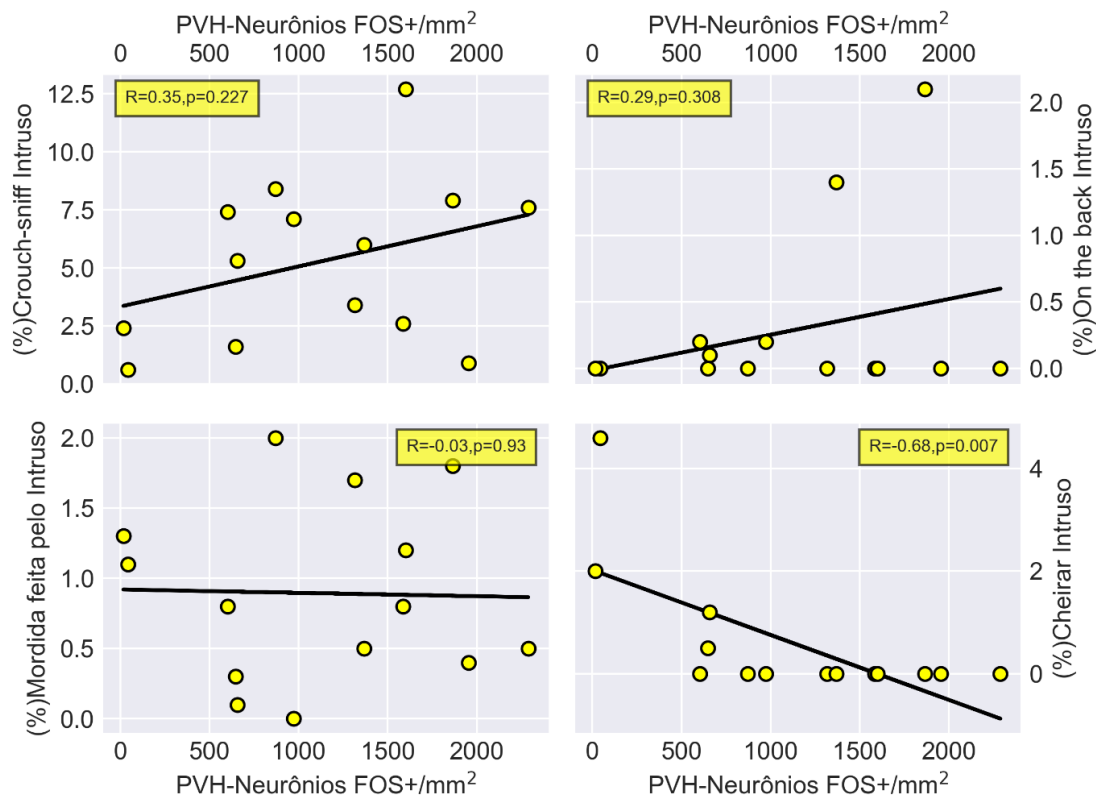 PVH-Neurônios FOS+/mm²
PVH-Neurônios FOS+/mm²
0 500 1000 1500 2000
0 500 1000 1500 2000
R=0.35,p=0.227
R=0.29,p=0.308
(%)Crouch-sniff Intruso
12.5
10.0
7.5
5.0
2.5
0.0
2.0
1.5
1.0
0.5
0.0
(%)On the back Intruso
R=-0.03,p=0.93
R=-0.68,p=0.007
(%)Mordida feita pelo Intruso
2.0
1.5
1.0
0.5
0.0
4
2
0
(%)Cheirar Intruso
0 500 1000 1500 2000
0 500 1000 1500 2000
PVH-Neurônios FOS+/mm²
PVH-Neurônios FOS+/mm²